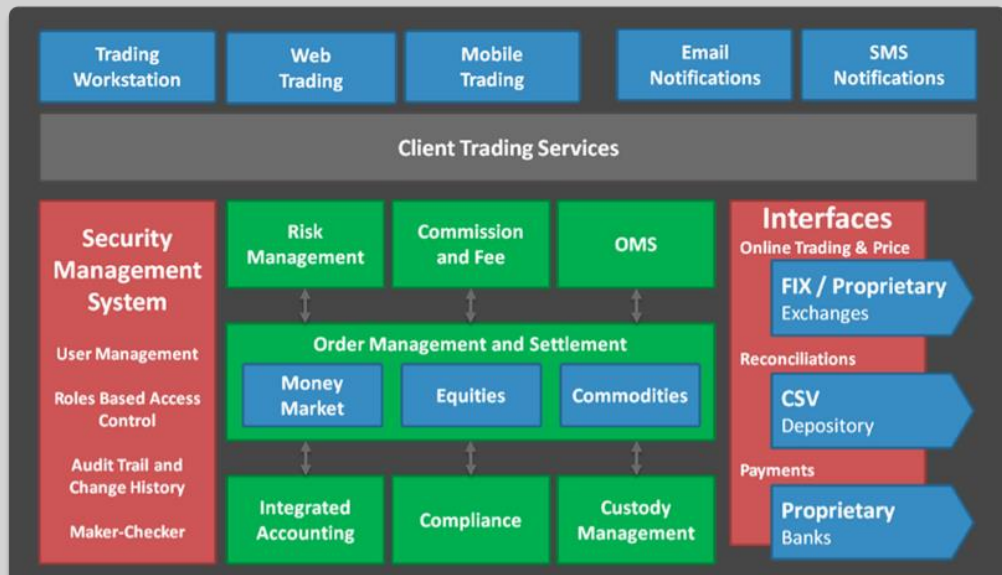 Trading
Workstation
Web
Trading
Mobile
Trading
Email
Notifications
SMS
Notifications
Client Trading Services
Security
Management
System
User Management
Roles Based Access
Control
Audit Trail and
Change History
Maker-Checker
Risk
Management
Commission
and Fee
OMS
Order Management and Settlement
Money
Market
Equities
Commodities
Integrated
Accounting
Compliance
Custody
Management
Interfaces
Online Trading & Price
FIX / Proprietary
Exchanges
Reconciliations
CSV
Depository
Payments
Proprietary
Banks